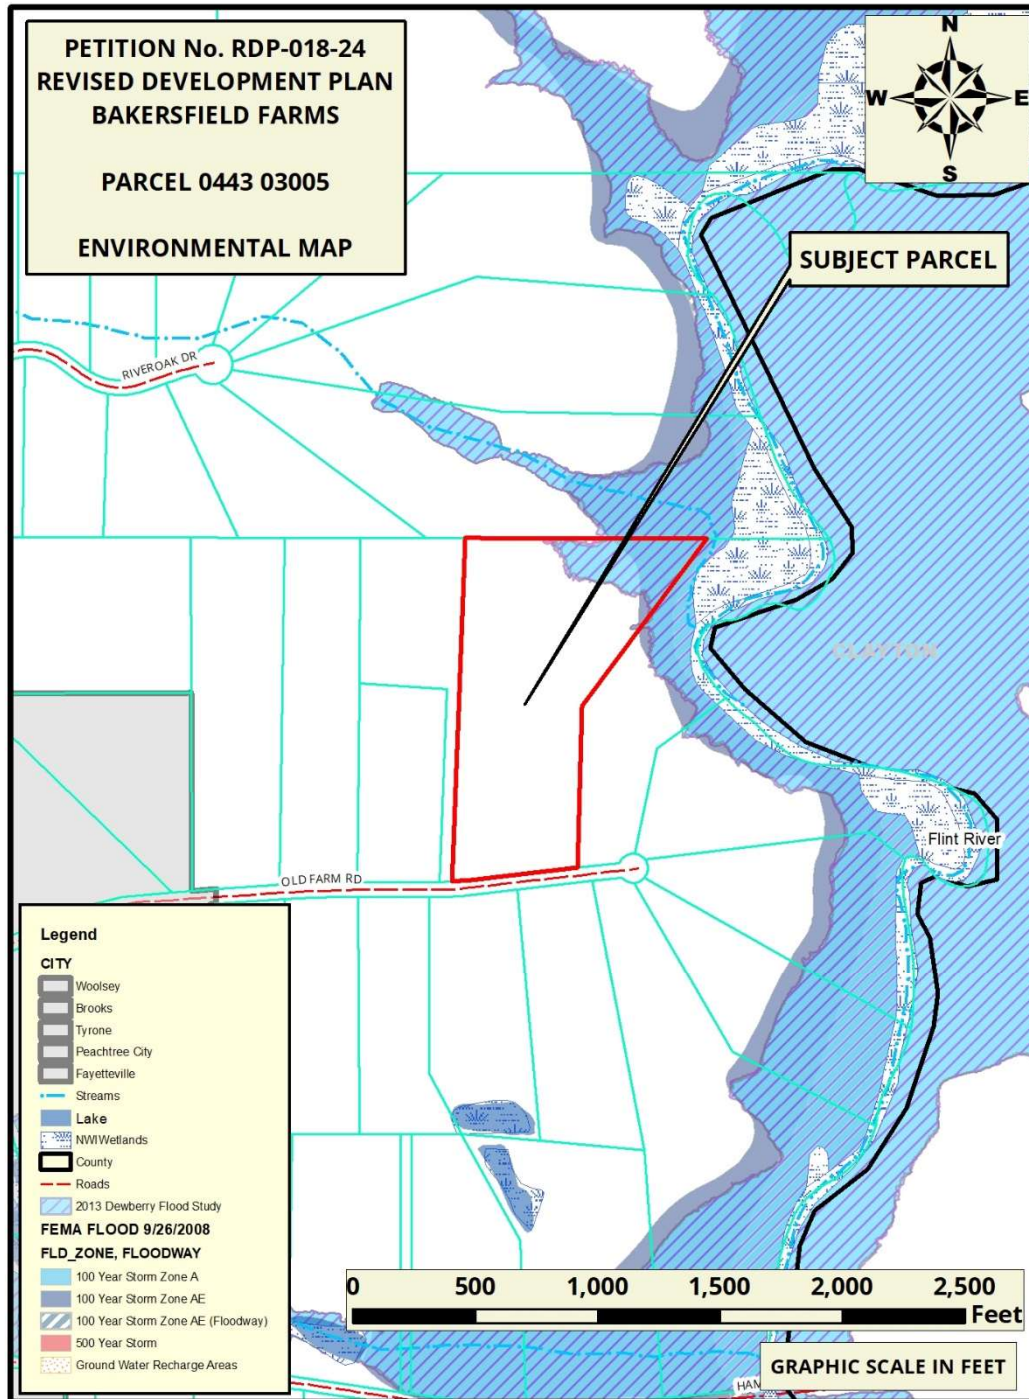 PETITION No. RDP-018-24
REVISED DEVELOPMENT PLAN
BAKERSFIELD FARMS
PARCEL 0443 03005
ENVIRONMENTAL MAP
N
W
E
S
SUBJECT PARCEL
RIVEROAK DR
CLAYTON
Flint River
OLD FARM RD
Legend
CITY
Woolsey
Brooks
Tyrone
Peachtree City
Fayetteville
Streams
Lake
NWI Wetlands
County
Roads
2013 Dewberry Flood Study
FEMA FLOOD 9/26/2008
FLD_ZONE, FLOODWAY
100 Year Storm Zone A
100 Year Storm Zone AE
100 Year Storm Zone AE (Floodway)
500 Year Storm
Ground Water Recharge Areas
0 500 1,000 1,500 2,000 2,500
Feet
GRAPHIC SCALE IN FEET